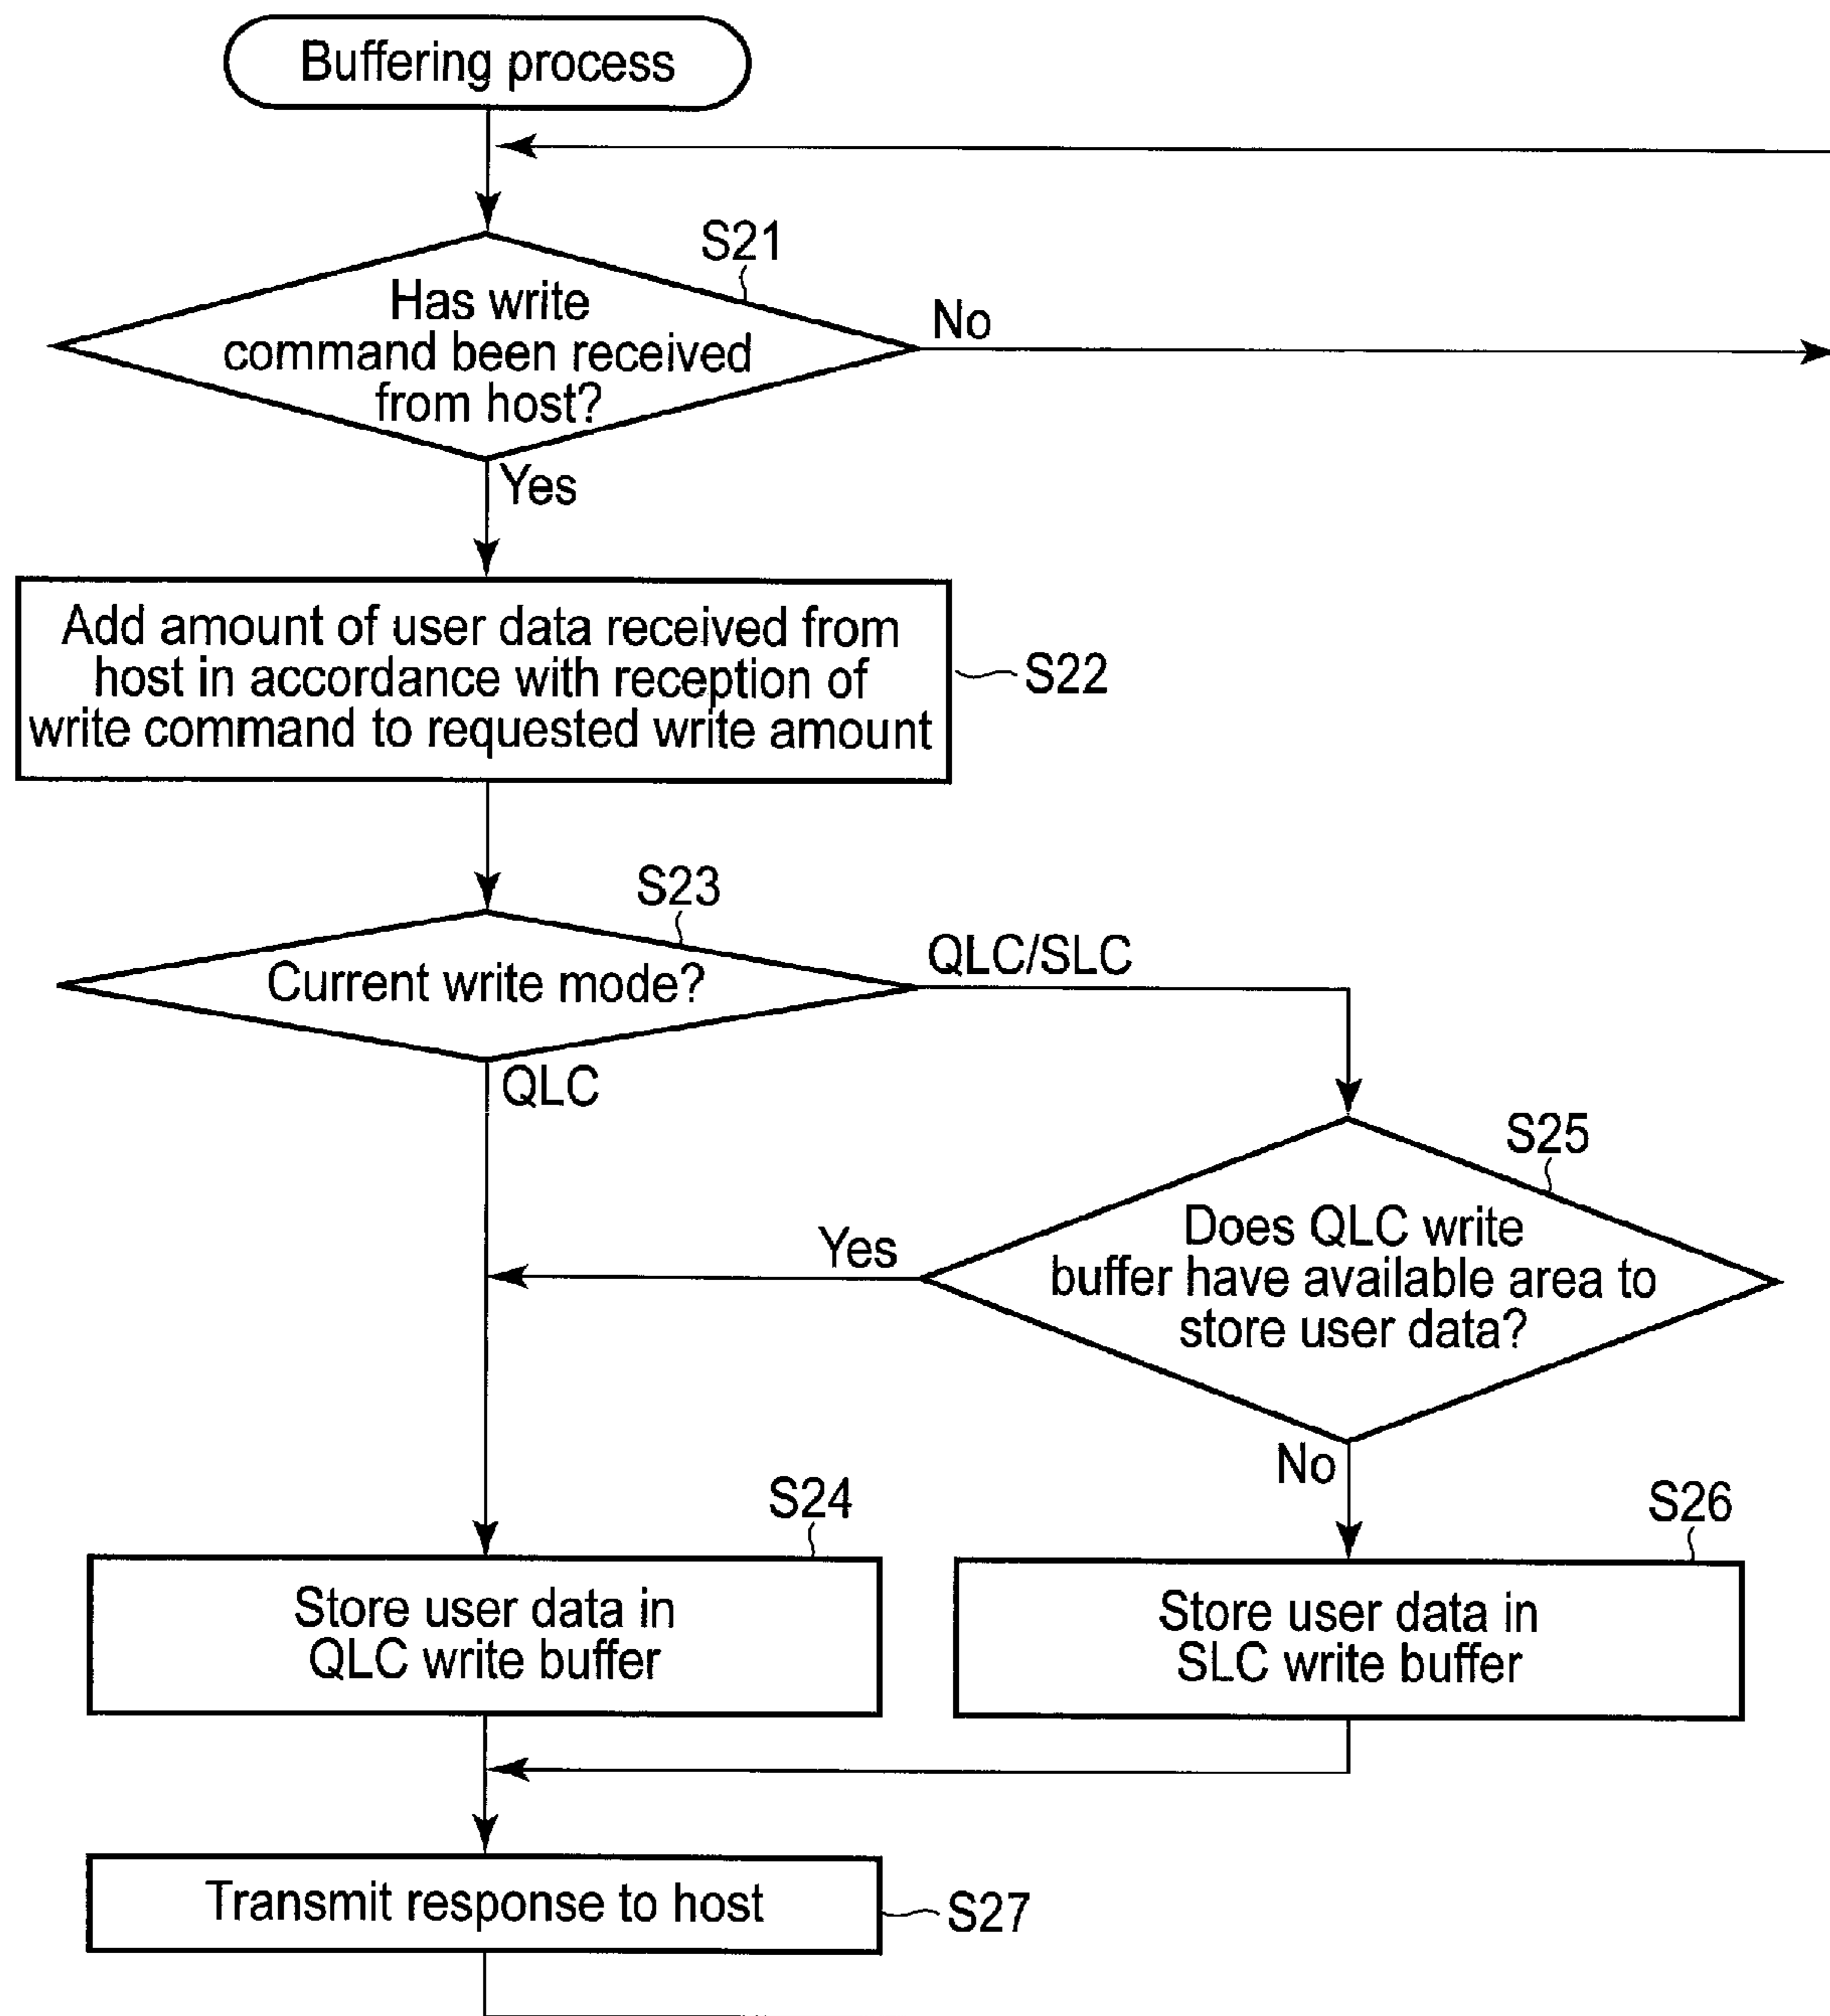 Buffering process
S21
Has write
command been received
from host?
No
Yes
Add amount of user data received from
host in accordance with reception of
write command to requested write amount
S22
S23
Current write mode?
QLC/SLC
QLC
S25
Does QLC write
buffer have available area to
store user data?
Yes
No
S24
Store user data in
QLC write buffer
S26
Store user data in
SLC write buffer
Transmit response to host
S27